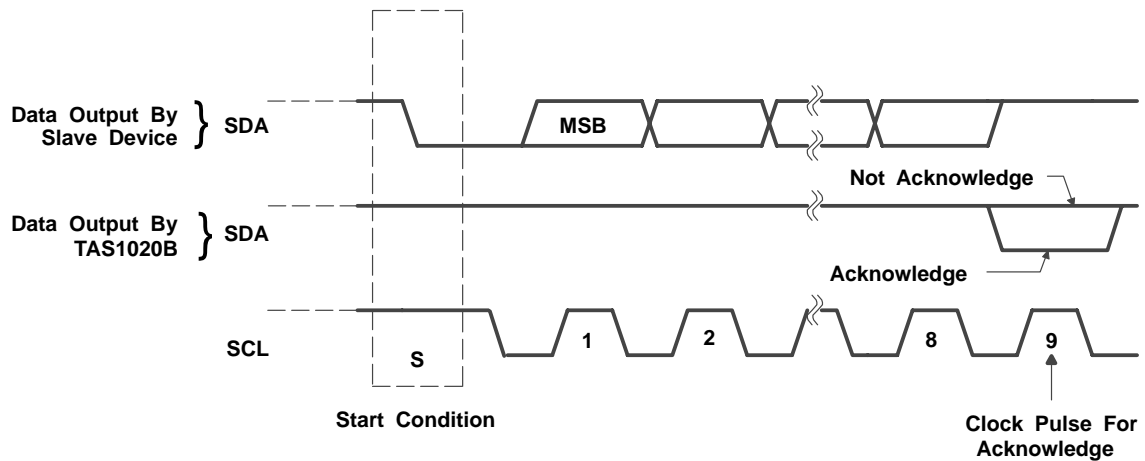 Data Output By
Slave Device
}
SDA
MSB
Not Acknowledge
Data Output By
TAS1020B
}
SDA
Acknowledge
SCL
S
1
2
8
9
Start Condition
Clock Pulse For
Acknowledge